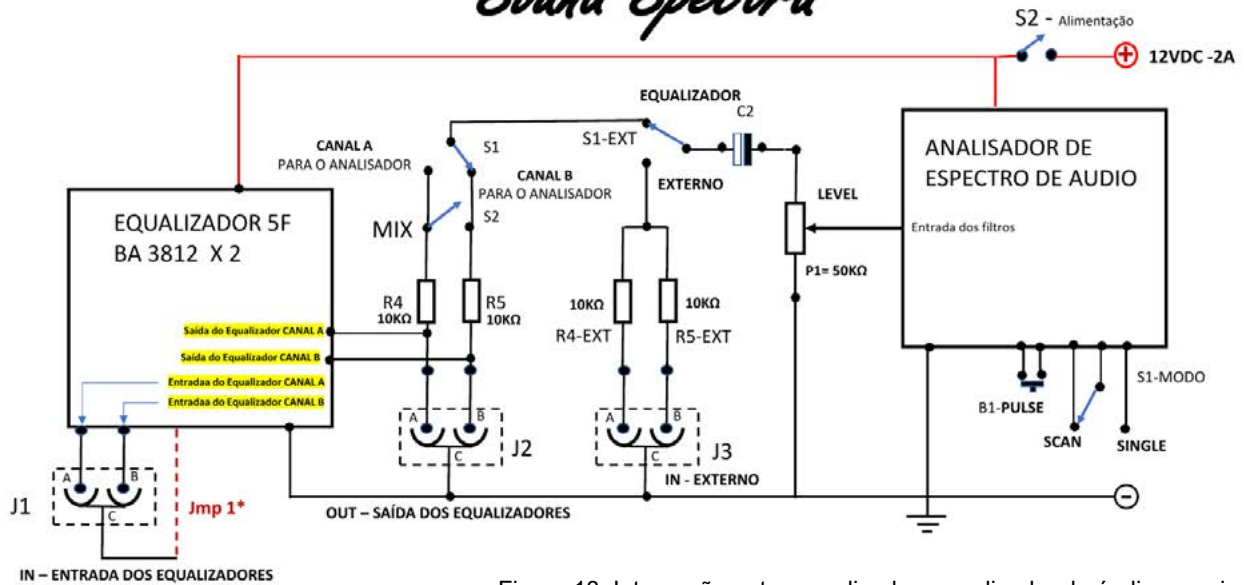 Sound Spectra
S2 - Alimentação
12VDC -2A
EQUALIZADOR
C2
S1-EXT
CANAL A
PARA O ANALISADOR
S1
CANAL B
PARA O ANALISADOR
S2
EXTERNO
LEVEL
P1= 50KΩ
ANALISADOR DE
ESPECTRO DE AUDIO
Entrada dos filtros
EQUALIZADOR 5F
BA 3812 X 2
MIX
R4
10KΩ
R5
10KΩ
10KΩ
10KΩ
R4-EXT
R5-EXT
Saída do Equalizador CANAL A
Saída do Equalizador CANAL B
Entradaa do Equalizador CANAL A
Entradaa do Equalizador CANAL B
S1-MODO
B1-PULSE
SCAN
SINGLE
A
B
C
J2
A
B
C
J3
IN - EXTERNO
J1
A
B
C
Jmp 1*
OUT – SAÍDA DOS EQUALIZADORES
IN – ENTRADA DOS EQUALIZADORES